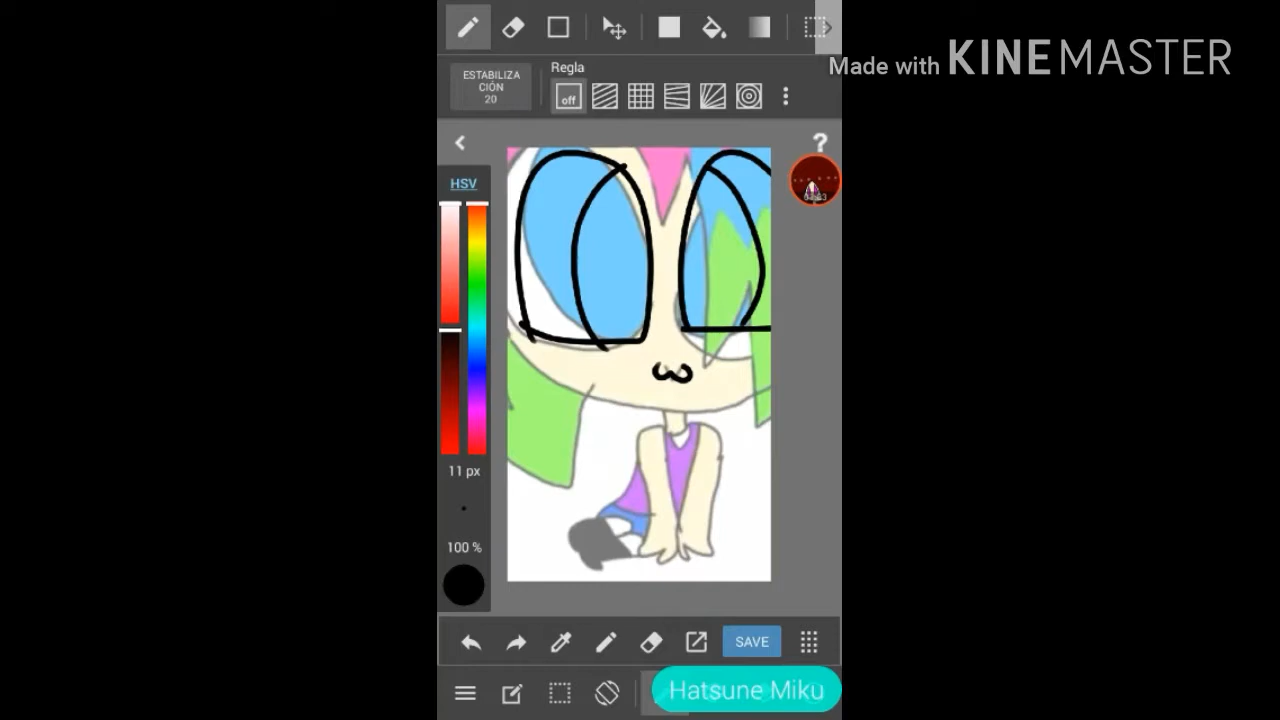 Made with KINEMASTER
ESTABILIZA
CIÓN
20
Regla
off
?
HSV
11 px
100 %
SAVE
Hatsune Miku